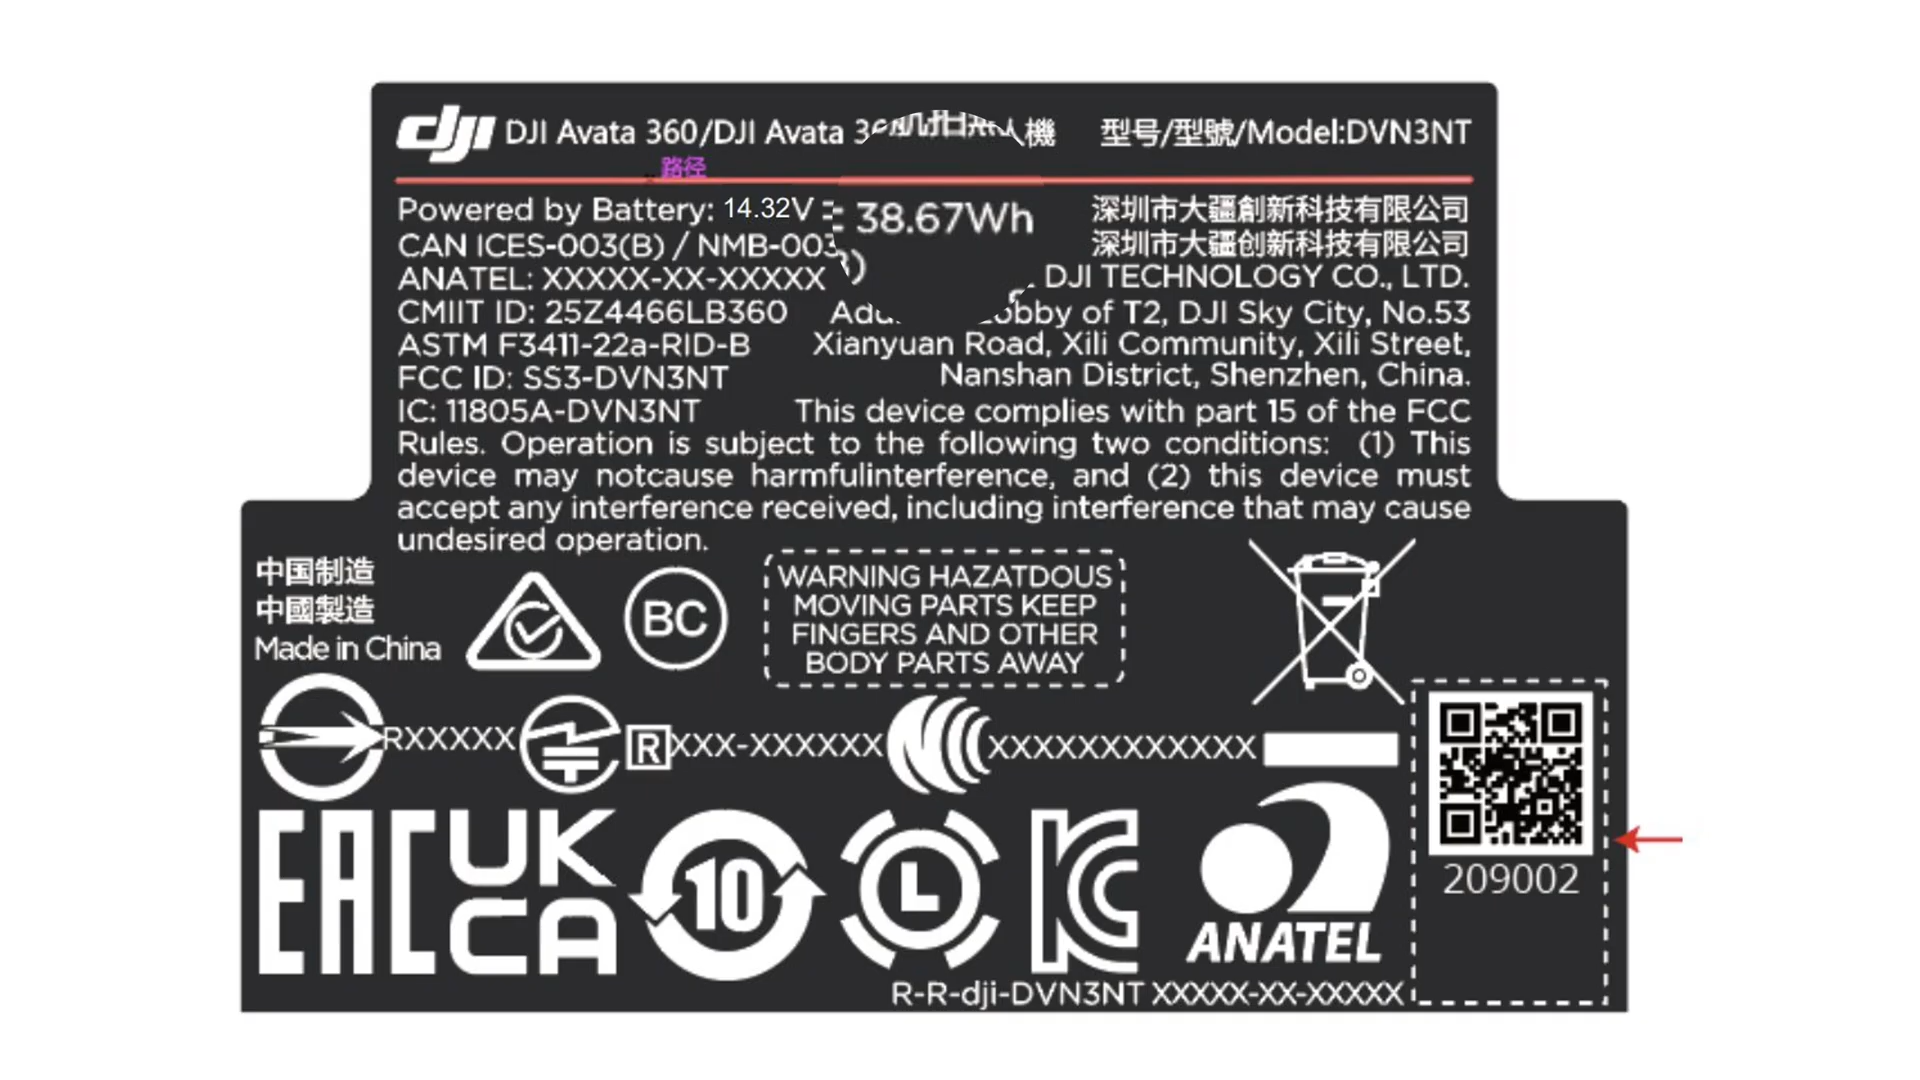 dji DJI Avata 360/DJI Avata 航拍 人機 型号/型號/Model:DVN3NT
路径
Powered by Battery: 14.32V 38.67Wh
深圳市大疆創新科技有限公司
CAN ICES-003(B) / NMB-003
深圳市大疆创新科技有限公司
ANATEL: XXXXX-XX-XXXXX
DJI TECHNOLOGY CO., LTD.
CMIIT ID: 25Z4466LB360
of T2, DJI Sky City, No.53
ASTM F3411-22a-RID-B
Xianyuan Road, Xili Community, Xili Street,
FCC ID: SS3-DVN3NT
Nanshan District, Shenzhen, China.
IC: 11805A-DVN3NT This device complies with part 15 of the FCC
Rules. Operation is subject to the following two conditions: (1) This
device may notcause harmfulinterference, and (2) this device must
accept any interference received, including interference that may cause
undesired operation.
中国制造
中國製造
Made in China
BC
WARNING HAZATDOUS
MOVING PARTS KEEP
FINGERS AND OTHER
BODY PARTS AWAY
RXXXXX
R XXX-XXXXXX
XXXXXXXXXXXX
EAC
UK
CA
10
L
KC
ANATEL
209002
R-R-dji-DVN3NT XXXXX-XX-XXXXX